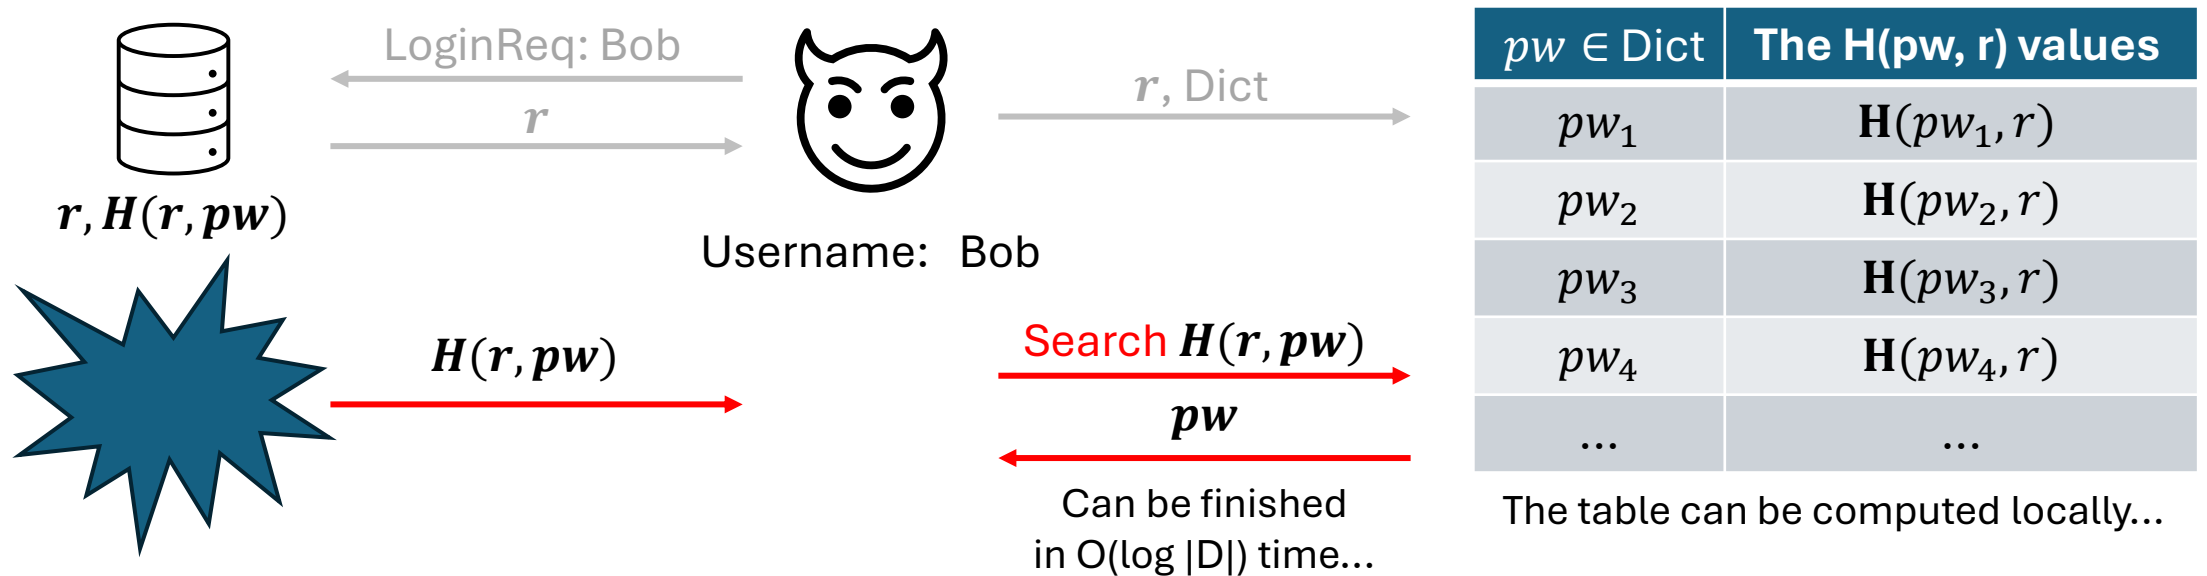 LoginReq: Bob
r
r, H(r, pw)
Username: Bob
r, Dict
H(r, pw)
Search H(r, pw)
pw
Can be finished
in O(log |D|) time...
pw ∈ Dict The H(pw, r) values
pw₁ H(pw₁, r)
pw₂ H(pw₂, r)
pw₃ H(pw₃, r)
pw₄ H(pw₄, r)
... ...
The table can be computed locally...